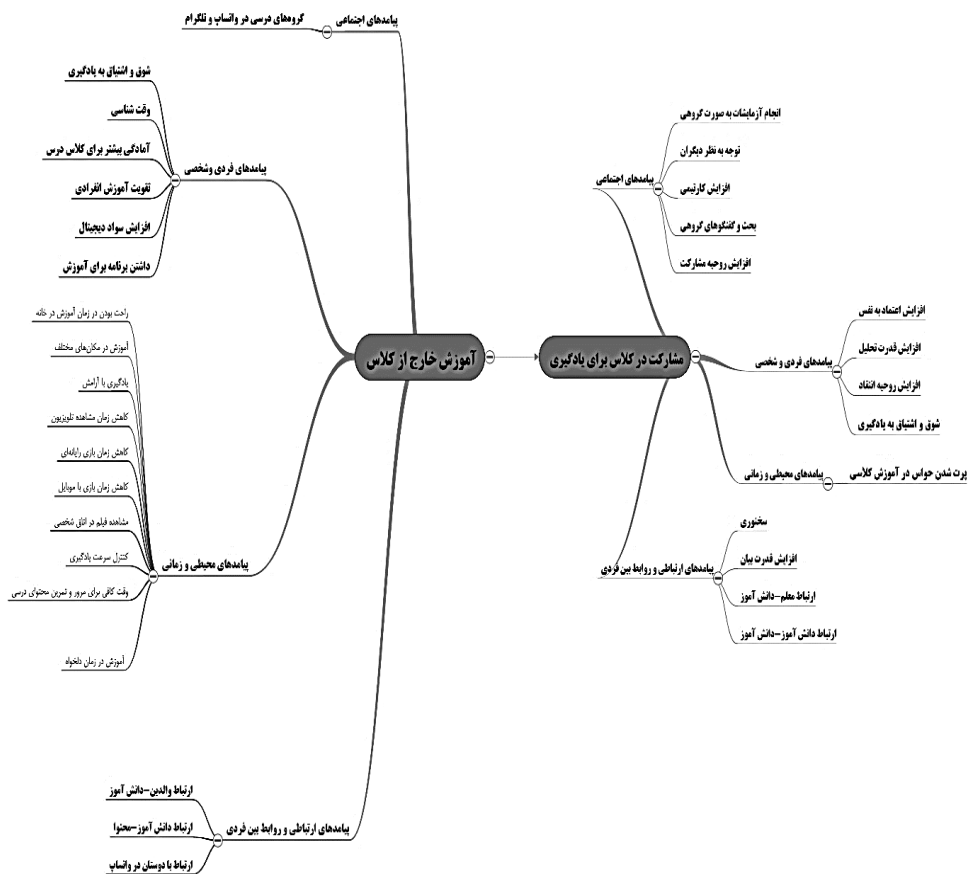 گروه‌های درسی در واتساپ و تلگرام
پیامدهای اجتماعی
شوق و اشتیاق به یادگیری
وقت شناسی
آمادگی بیشتر برای کلاس درس
تقویت آموزش انفرادی
افزایش سواد دیجیتال
داشتن برنامه برای آموزش
پیامدهای فردی وشخصی
راحت بودن در زمان آموزش در خانه
آموزش در مکان‌های مختلف
یادگیری با آرامش
کاهش زمان مشاهده تلویزیون
کاهش زمان بازی رایانه‌ای
کاهش زمان بازی با موبایل
مشاهده فیلم در اتاق شخصی
کنترل سرعت یادگیری
وقت کافی برای مرور و تمرین محتوای درسی
آموزش در زمان دلخواه
پیامدهای محیطی و زمانی
ارتباط والدین-دانش آموز
ارتباط دانش آموز-محتوا
ارتباط با دوستان در واتساپ
پیامدهای ارتباطی و روابط بین فردی
آموزش خارج از کلاس
مشارکت در کلاس برای یادگیری
پیامدهای اجتماعی
انجام آزمایشات به صورت گروهی
توجه به نظر دیگران
افزایش کارتیمی
بحث و گفتگوهای گروهی
افزایش روحیه مشارکت
پیامدهای فردی و شخصی
افزایش اعتماد به نفس
افزایش قدرت تحلیل
افزایش روحیه انتقاد
شوق و اشتیاق به یادگیری
پیامدهای محیطی و زمانی
پرت شدن حواس در آموزش کلاسی
پیامدهای ارتباطی و روابط بین فردی
سخنوری
افزایش قدرت بیان
ارتباط معلم-دانش آموز
ارتباط دانش آموز-دانش آموز